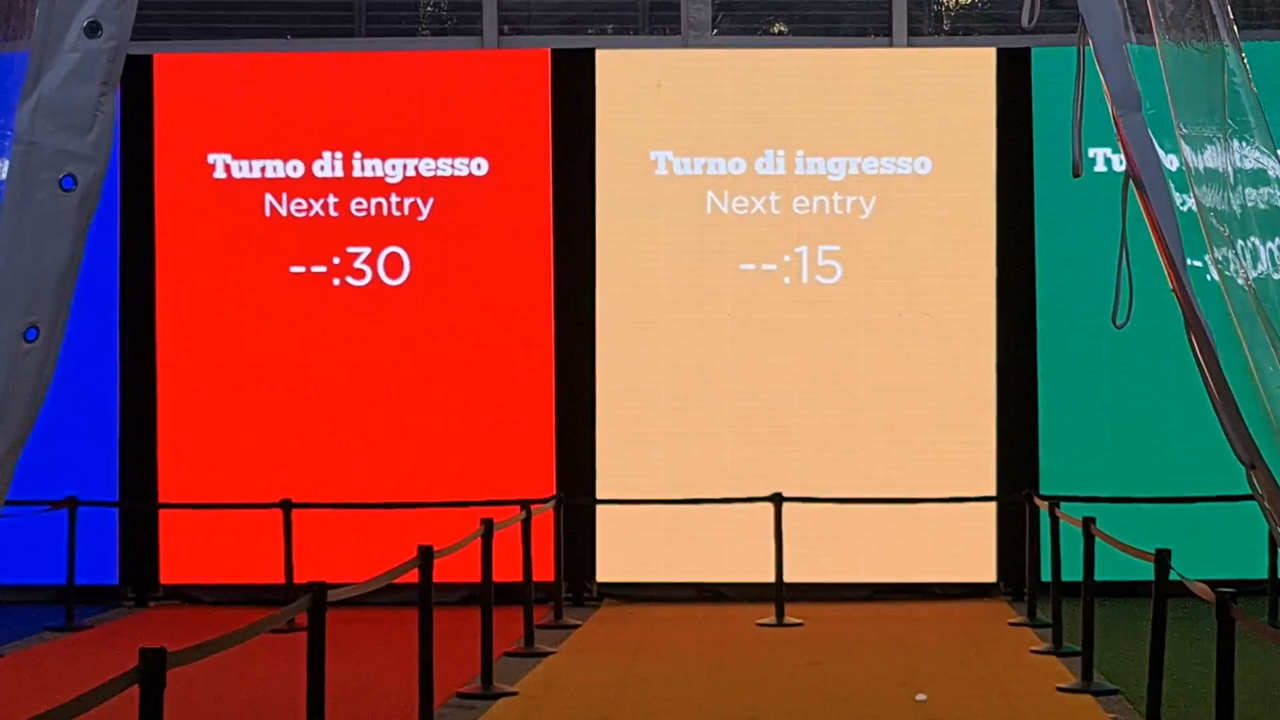 Turno di ingresso
Next entry
--:30
Turno di ingresso
Next entry
--:15